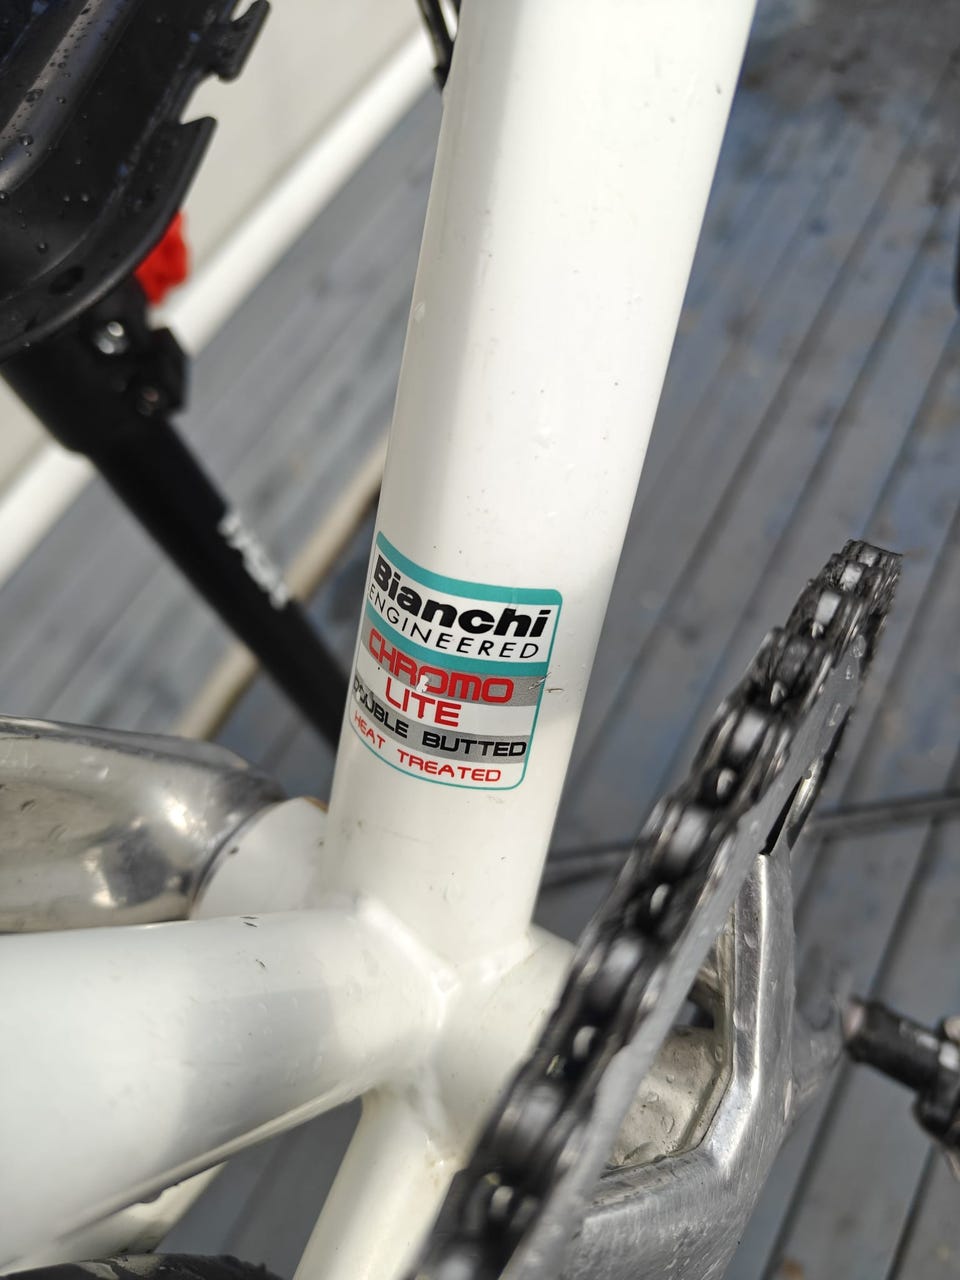 Bianchi
ENGINEERED
CHROMO
LITE
DOUBLE BUTTED
HEAT TREATED